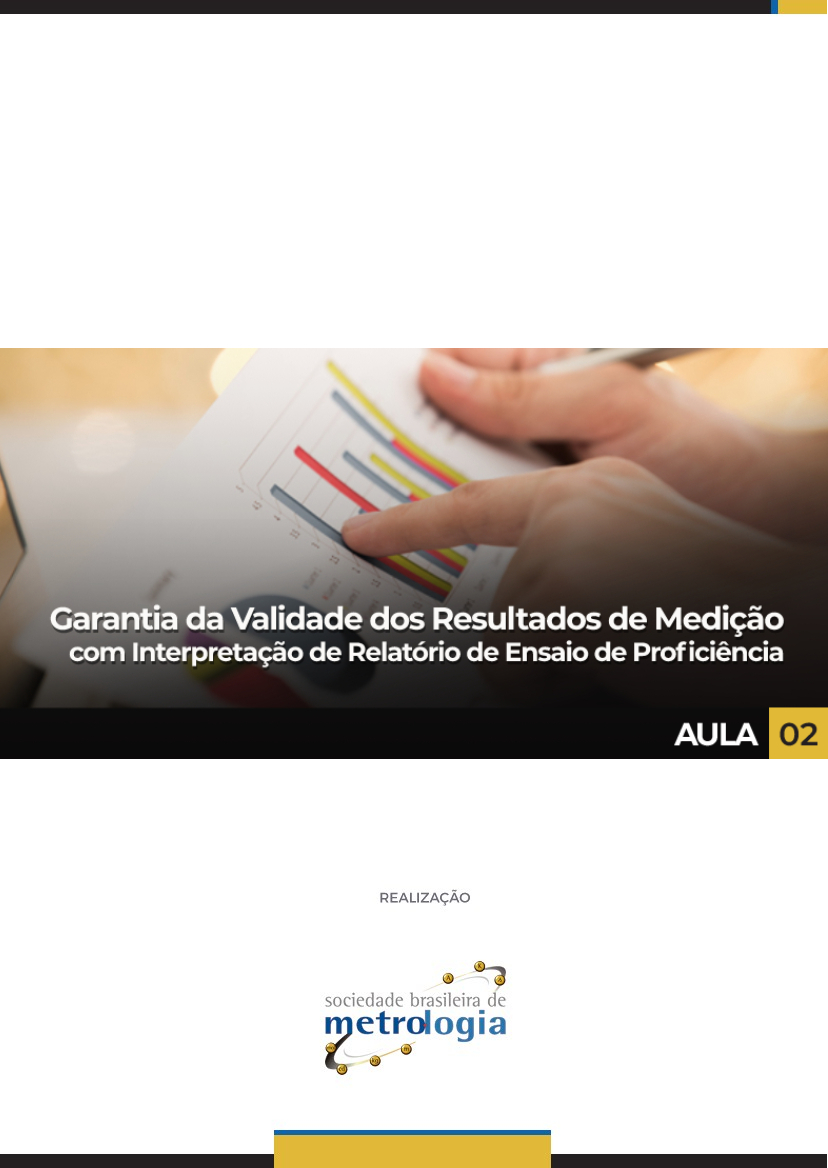 Garantia da Validade dos Resultados de Medição
com Interpretação de Relatório de Ensaio de Proficiência
AULA 02
REALIZAÇÃO
sociedade brasileira de
metrologia